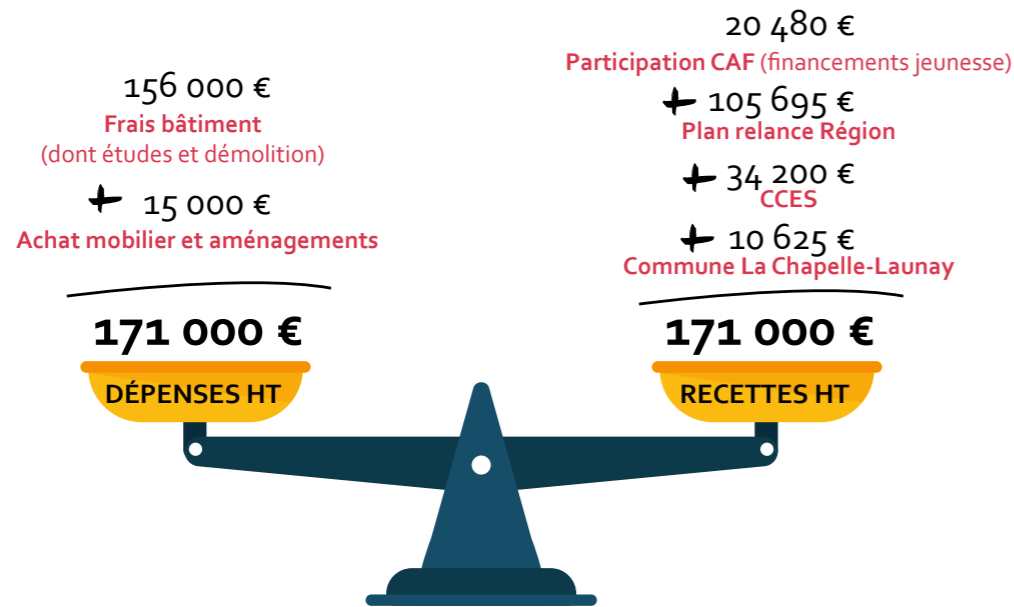 156 000 €
Frais bâtiment
(dont études et démolition)
+ 15 000 €
Achat mobilier et aménagements
171 000 €
DÉPENSES HT
20 480 €
Participation CAF (financements jeunesse)
+ 105 695 €
Plan relance Région
+ 34 200 €
CCES
+ 10 625 €
Commune La Chapelle-Launay
171 000 €
RECETTES HT